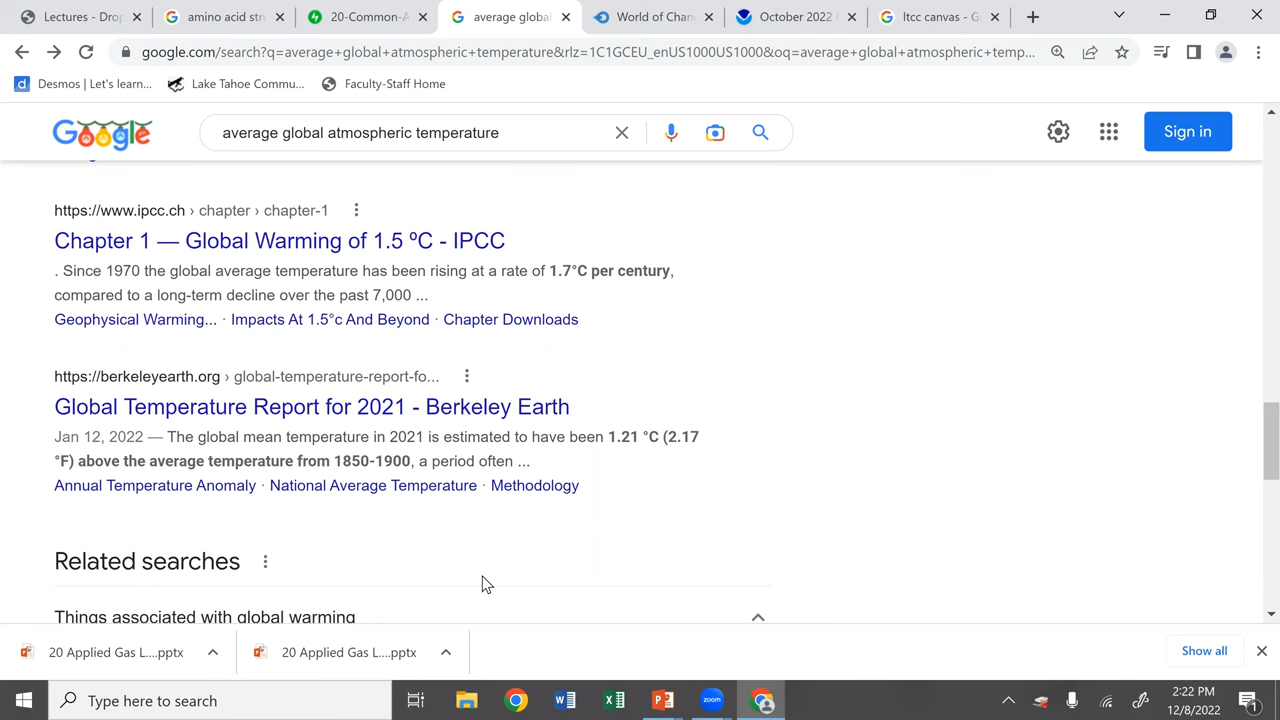 Lectures - Drop
amino acid str
20-Common-A
average globa
World of Chan
October 2022 G
ltcc canvas - G
google.com/search?q=average+global+atmospheric+temperature&rlz=1C1GCEU_enUS1000US1000&oq=average+global+atmospheric+temp...
Desmos | Let's learn...
Lake Tahoe Commu...
Faculty-Staff Home
Google
average global atmospheric temperature
Sign in
https://www.ipcc.ch › chapter › chapter-1
Chapter 1 — Global Warming of 1.5 ºC - IPCC
. Since 1970 the global average temperature has been rising at a rate of 1.7°C per century,
compared to a long-term decline over the past 7,000 ...
Geophysical Warming... · Impacts At 1.5°c And Beyond · Chapter Downloads
https://berkeleyearth.org › global-temperature-report-fo...
Global Temperature Report for 2021 - Berkeley Earth
Jan 12, 2022 — The global mean temperature in 2021 is estimated to have been 1.21 °C (2.17
°F) above the average temperature from 1850-1900, a period often ...
Annual Temperature Anomaly · National Average Temperature · Methodology
Related searches
Things associated with global warming
20 Applied Gas L....pptx
20 Applied Gas L....pptx
Show all
Type here to search
zoom
2:22 PM
12/8/2022
1